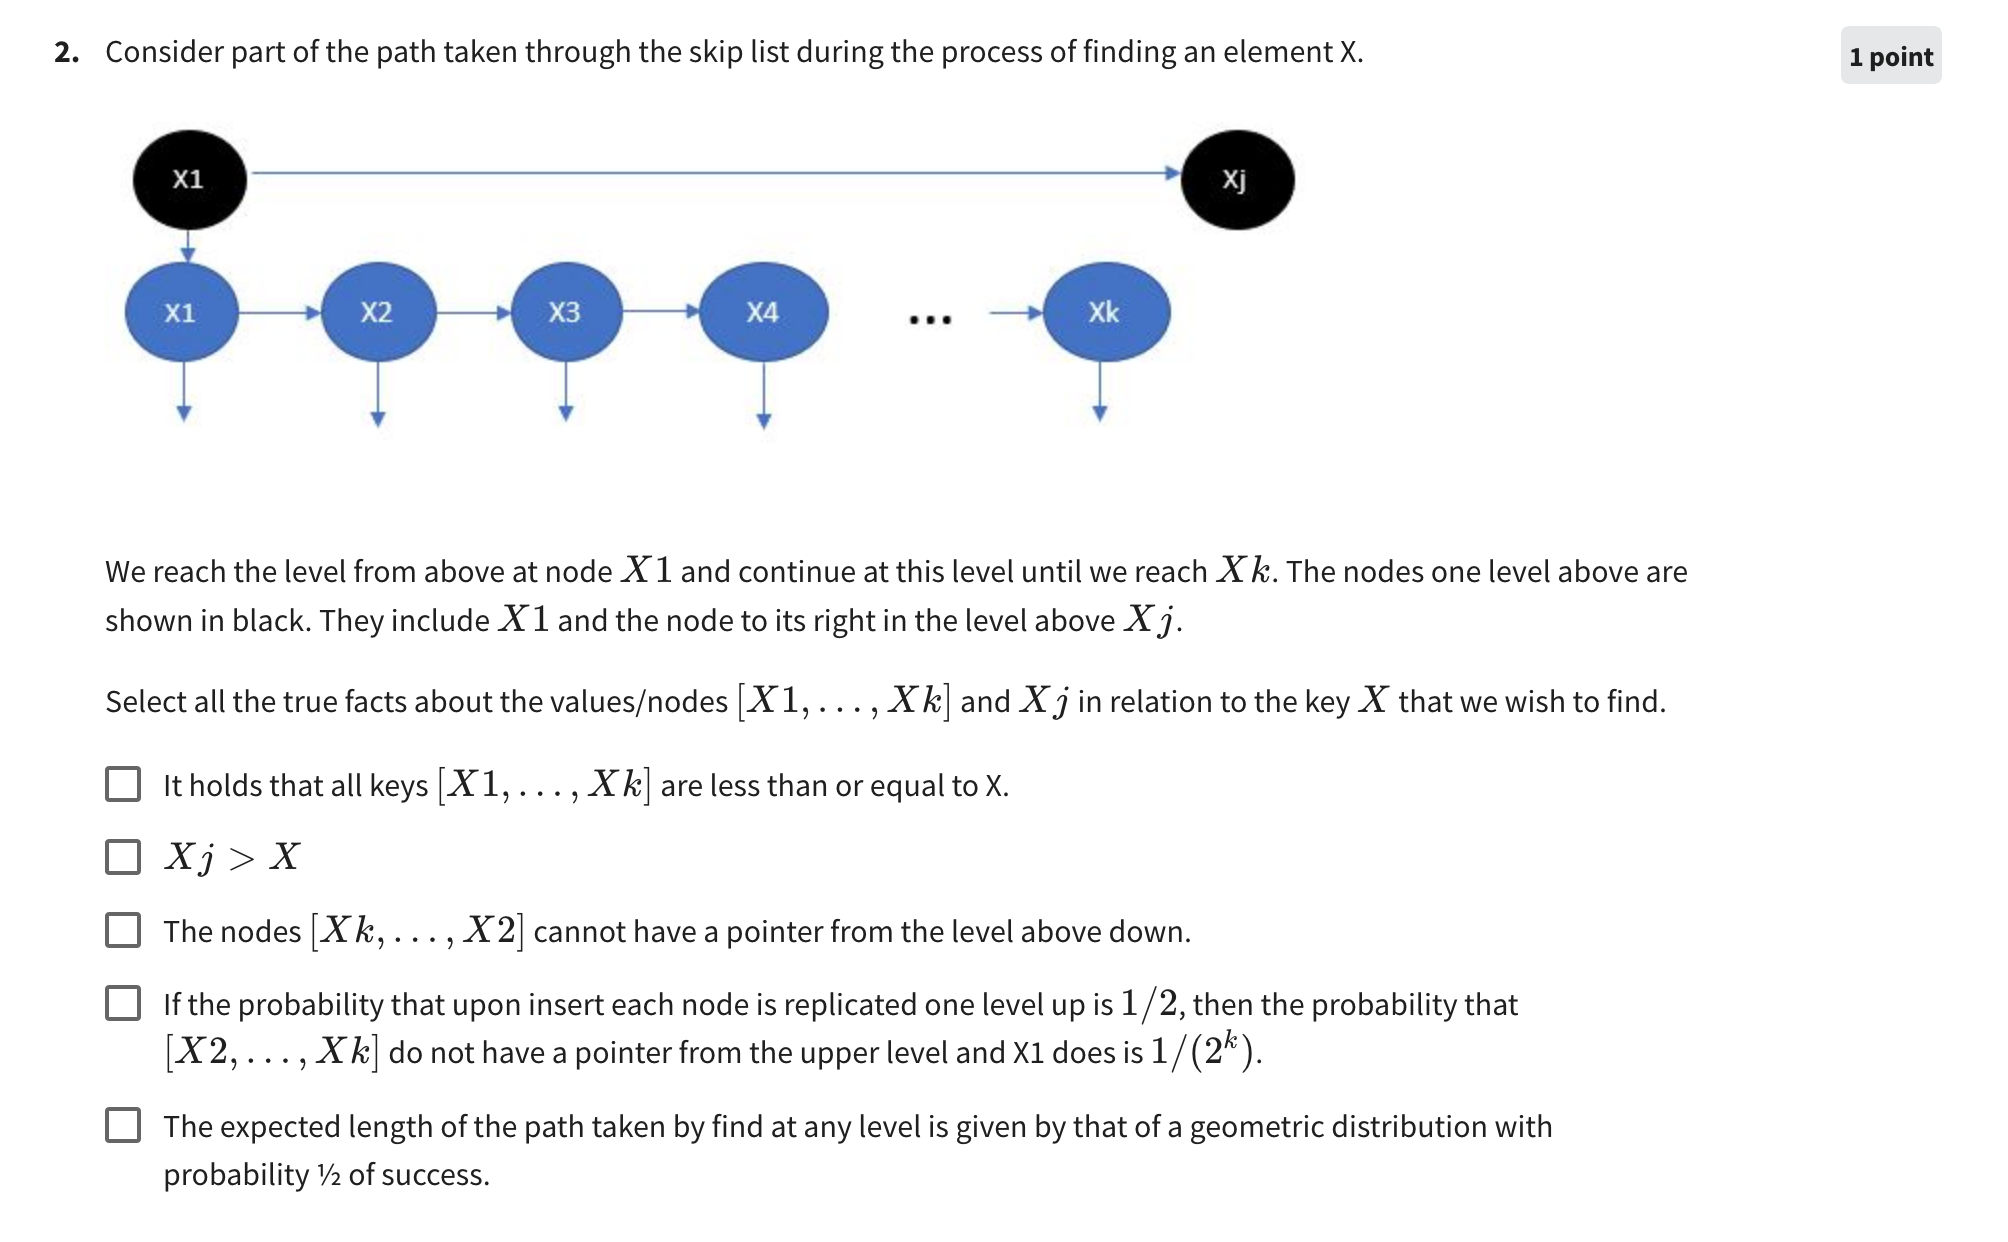 2. Consider part of the path taken through the skip list during the process of finding an element X.
1 point
X1
Xj
X1
X2
X3
X4
...
Xk
We reach the level from above at node X1 and continue at this level until we reach Xk. The nodes one level above are
shown in black. They include X1 and the node to its right in the level above Xj.
Select all the true facts about the values/nodes [X1, . . . , Xk] and Xj in relation to the key X that we wish to find.
It holds that all keys [X1, . . . , Xk] are less than or equal to X.
Xj > X
The nodes [Xk, . . . , X2] cannot have a pointer from the level above down.
If the probability that upon insert each node is replicated one level up is 1/2, then the probability that
[X2, . . . , Xk] do not have a pointer from the upper level and X1 does is 1/(2^k).
The expected length of the path taken by find at any level is given by that of a geometric distribution with
probability ½ of success.